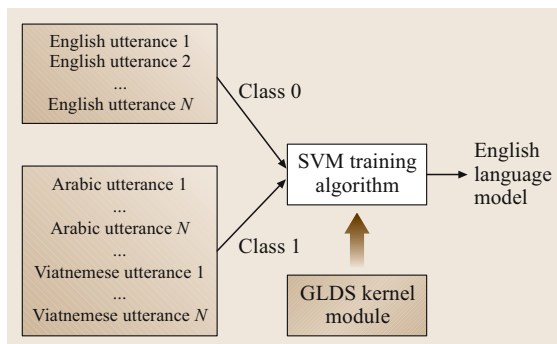 English utterance 1
English utterance 2
...
English utterance N
Class 0
Arabic utterance 1
...
Arabic utterance N
...
Viatnemese utterance 1
...
Viatnemese utterance N
Class 1
SVM training
algorithm
English
language
model
GLDS kernel
module